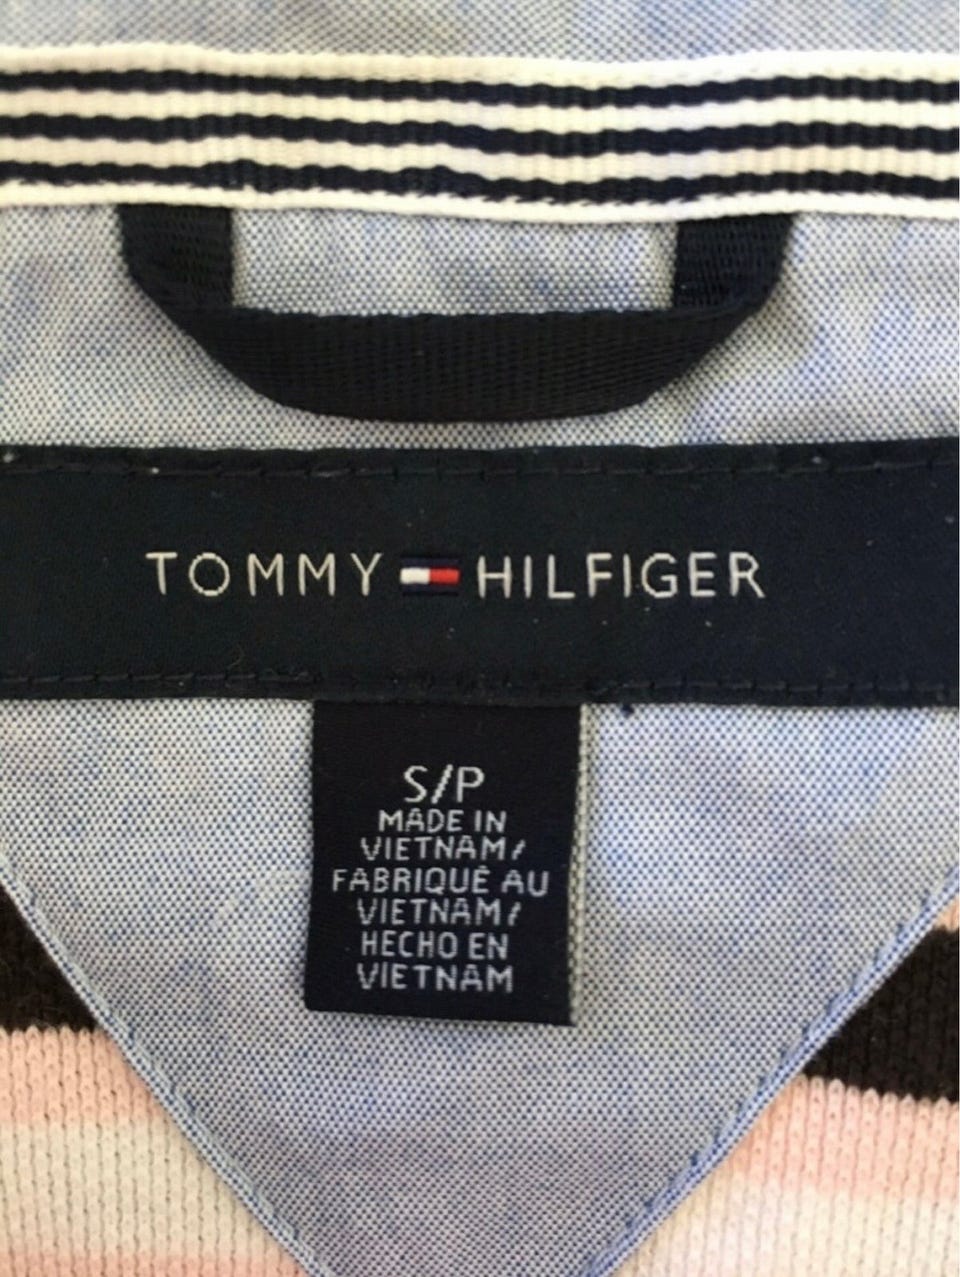 TOMMY HILFIGER
S/P
MADE IN
VIETNAM/
FABRIQUÉ AU
VIETNAM/
HECHO EN
VIETNAM